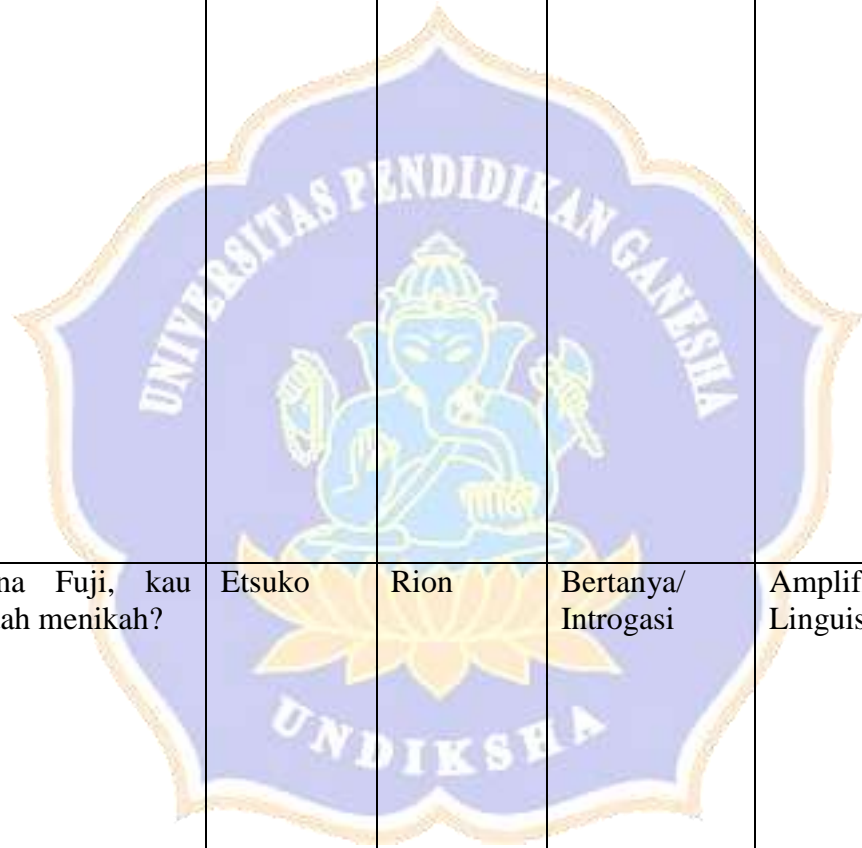 UNIVERSITAS PENDIDIKAN GANESHA
na Fuji, kau Etsuko Rion Bertanya/ Amplif
ah menikah? Introgasi Linguis
UNDIKSHA